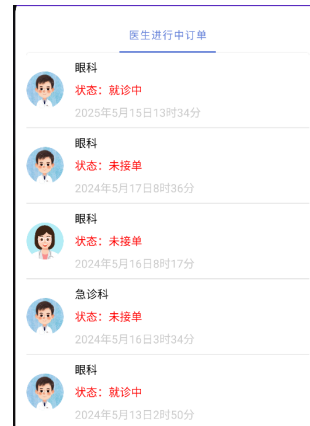 医生进行中订单
眼科
状态：就诊中
2025年5月15日13时34分
眼科
状态：未接单
2024年5月17日8时36分
眼科
状态：未接单
2024年5月16日8时17分
急诊科
状态：未接单
2024年5月16日3时34分
眼科
状态：就诊中
2024年5月13日2时50分